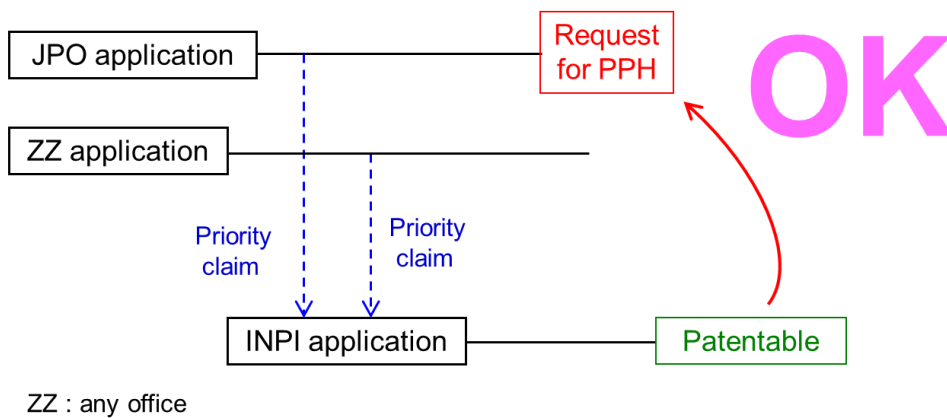 JPO application
Request
for PPH
OK
ZZ application
Priority
claim
Priority
claim
INPI application
Patentable
ZZ : any office